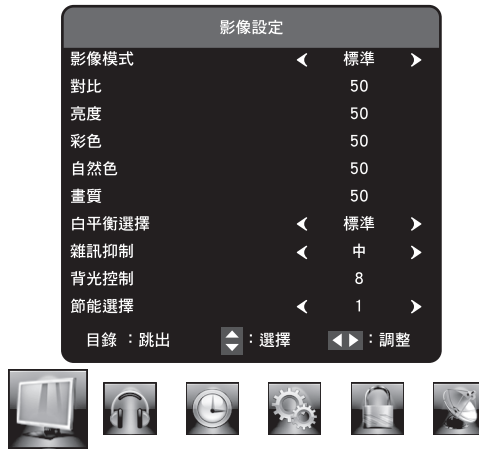 影像設定
影像模式 標準
對比 50
亮度 50
彩色 50
自然色 50
畫質 50
白平衡選擇 標準
雜訊抑制 中
背光控制 8
節能選擇 1
目錄 ：跳出 ：選擇 ：調整